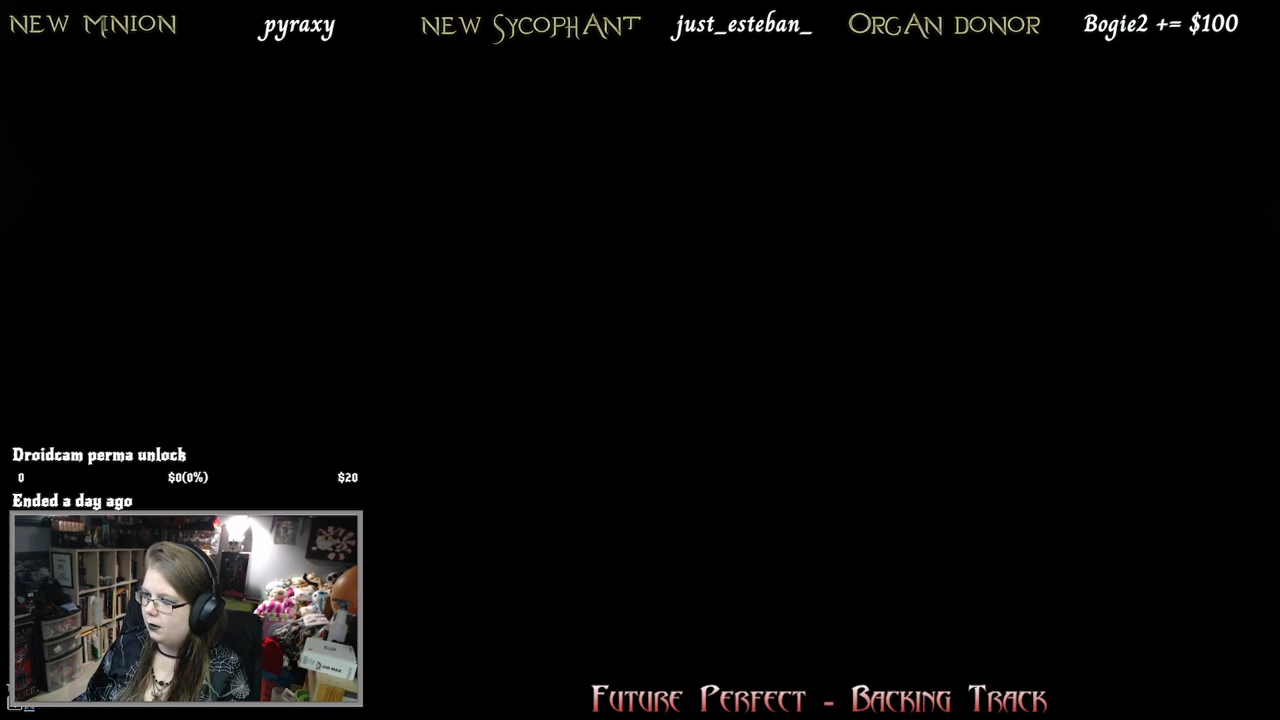 NEW MINION pyraxy NEW SYCOPHANT just_esteban_ ORGAN DONOR Bogie2 += $100
Droidcam perma unlock
0 $0(0%) $20
Ended a day ago
FUTURE PERFECT - BACKING TRACK